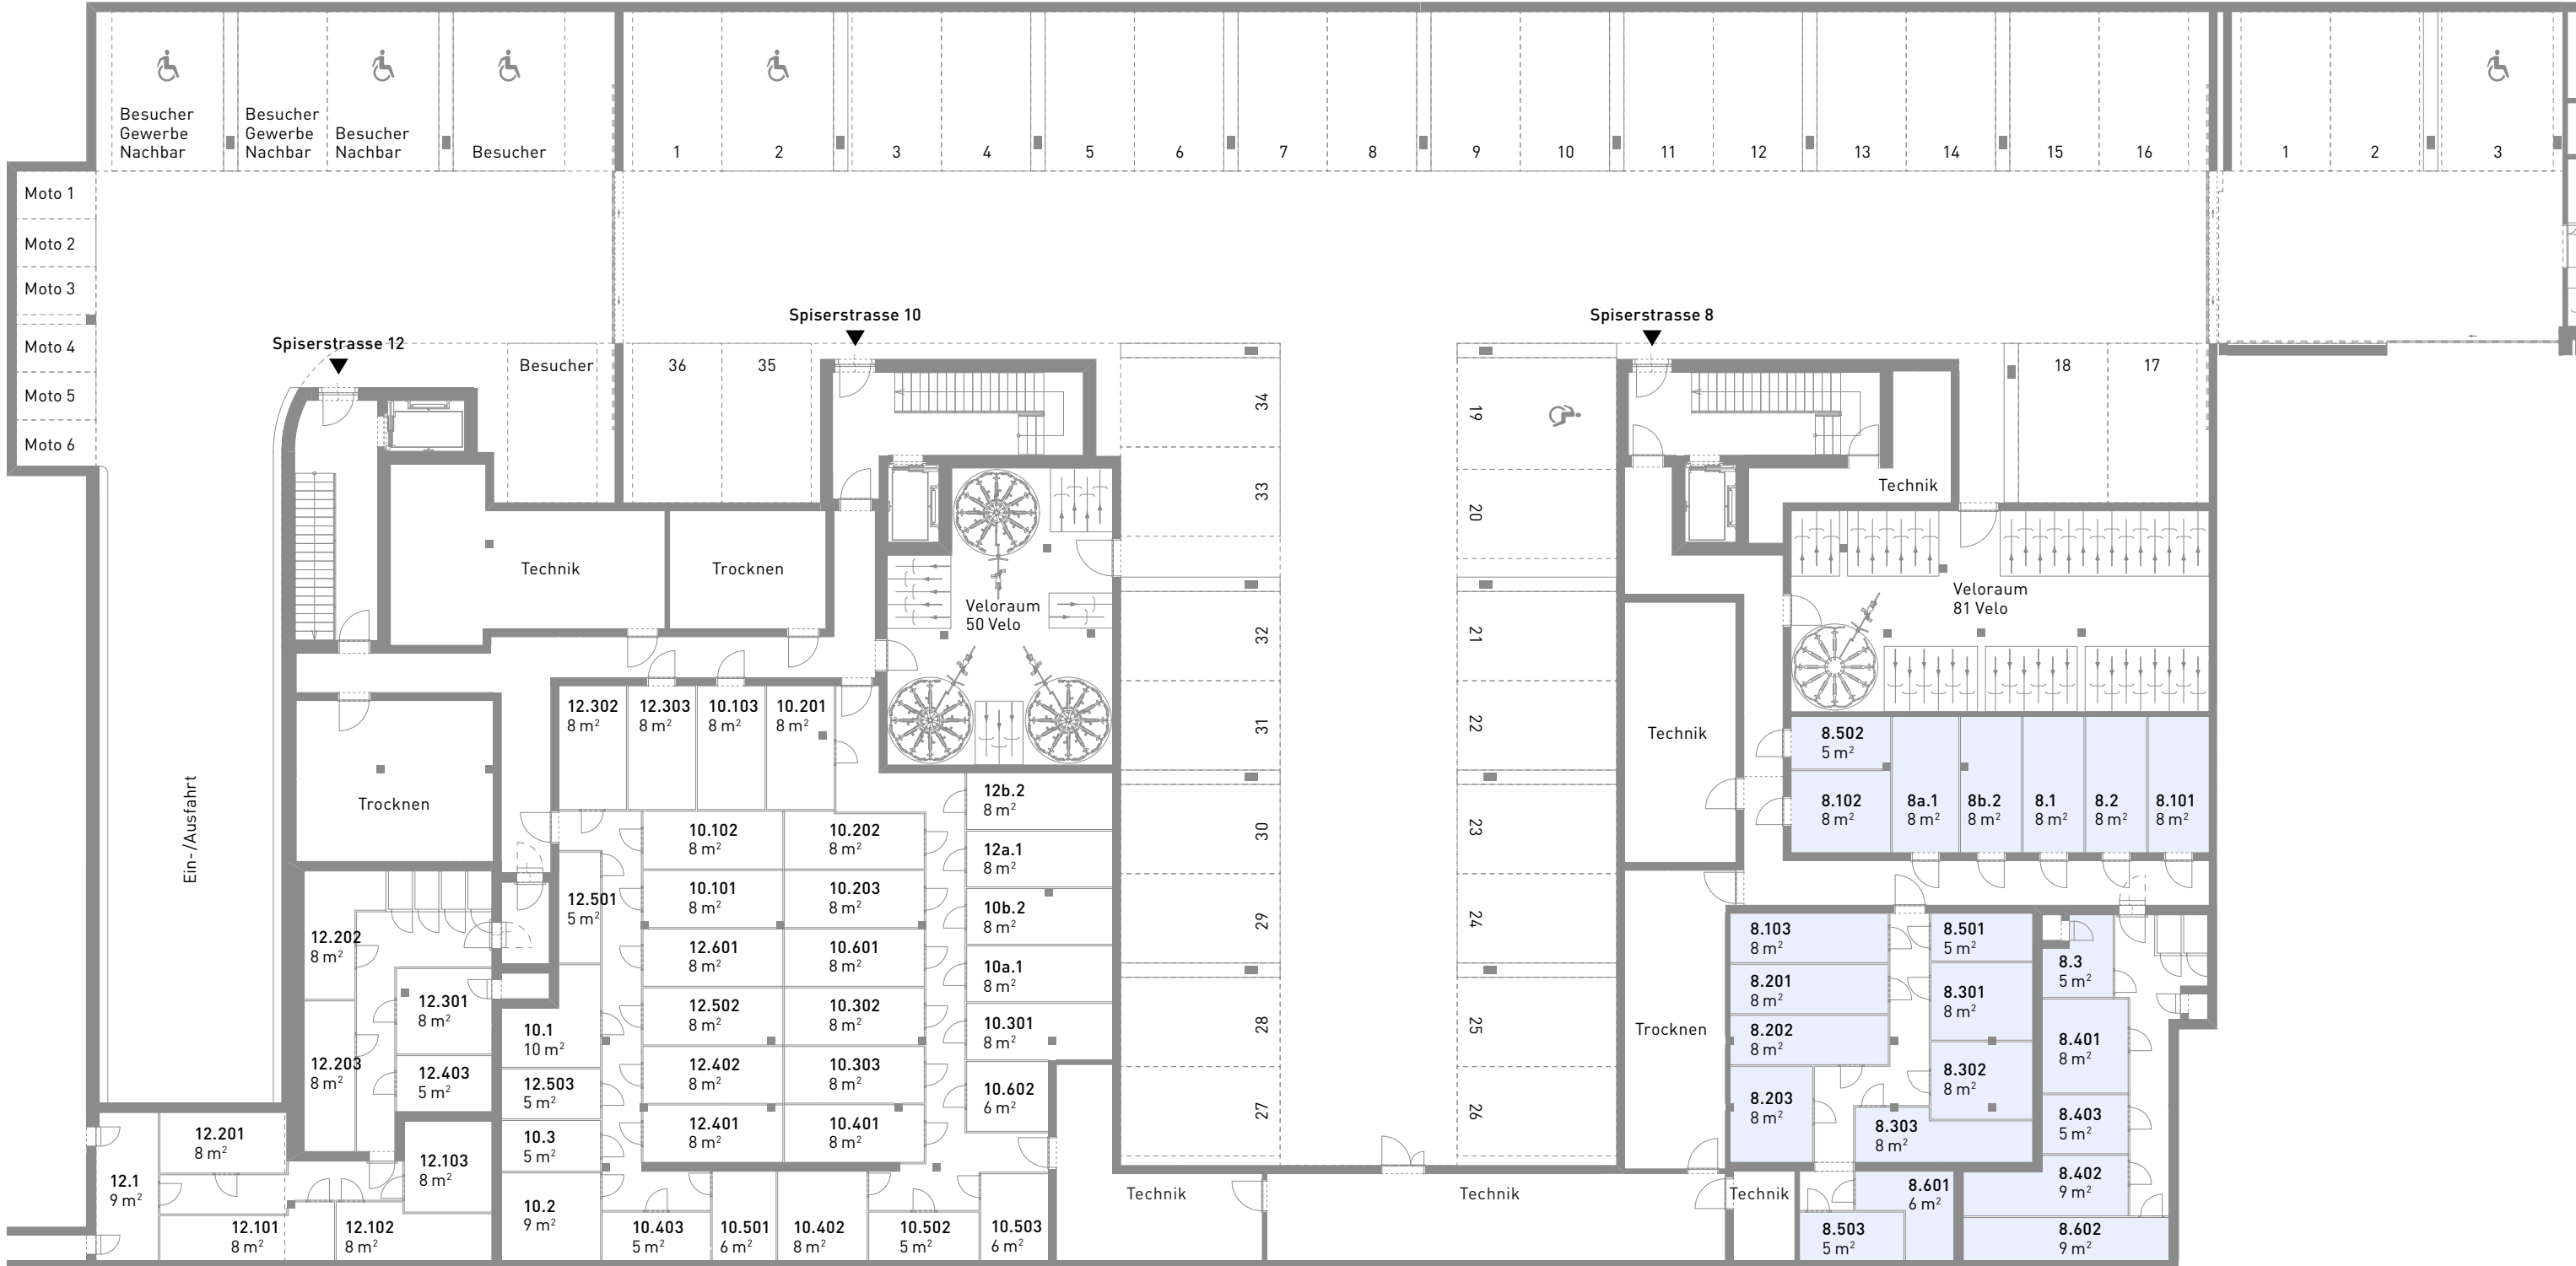 Besucher
Gewerbe
Nachbar
Besucher
Gewerbe
Nachbar
Besucher
Nachbar
Besucher
1
2
3
4
5
6
7
8
9
10
11
12
13
14
15
16
1
2
3
Moto 1
Moto 2
Moto 3
Moto 4
Moto 5
Moto 6
Spiserstrasse 12
Spiserstrasse 10
Spiserstrasse 8
Besucher
36
35
34
33
32
31
30
29
28
27
19
20
21
22
23
24
25
26
18
17
Technik
Technik
Trocknen
Veloraum
50 Velo
Veloraum
81 Velo
Ein-/Ausfahrt
Trocknen
Technik
Trocknen
12.302
8 m²
12.303
8 m²
10.103
8 m²
10.201
8 m²
12b.2
8 m²
12a.1
8 m²
10b.2
8 m²
10a.1
8 m²
10.301
8 m²
10.602
6 m²
10.102
8 m²
10.202
8 m²
10.101
8 m²
10.203
8 m²
12.601
8 m²
10.601
8 m²
12.502
8 m²
10.302
8 m²
12.402
8 m²
10.303
8 m²
12.401
8 m²
10.401
8 m²
12.501
5 m²
10.1
10 m²
12.503
5 m²
10.3
5 m²
10.2
9 m²
10.403
5 m²
10.501
6 m²
10.402
8 m²
10.502
5 m²
10.503
6 m²
12.202
8 m²
12.203
8 m²
12.301
8 m²
12.403
5 m²
12.103
8 m²
12.201
8 m²
12.1
9 m²
12.101
8 m²
12.102
8 m²
Technik
Technik
Technik
8.502
5 m²
8.102
8 m²
8a.1
8 m²
8b.2
8 m²
8.1
8 m²
8.2
8 m²
8.101
8 m²
8.103
8 m²
8.201
8 m²
8.202
8 m²
8.203
8 m²
8.501
5 m²
8.301
8 m²
8.302
8 m²
8.303
8 m²
8.3
5 m²
8.401
8 m²
8.403
5 m²
8.402
9 m²
8.602
9 m²
8.601
6 m²
8.503
5 m²